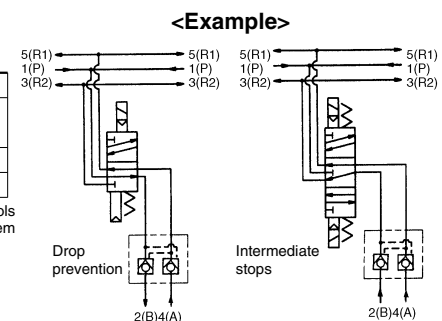 <Example>
5(R1) 5(R1)
1(P) 1(P)
3(R2) 3(R2)
5(R1) 5(R1)
1(P) 1(P)
3(R2) 3(R2)
ols
em
Drop
prevention
Intermediate
stops
2(B)4(A)
2(B)4(A)